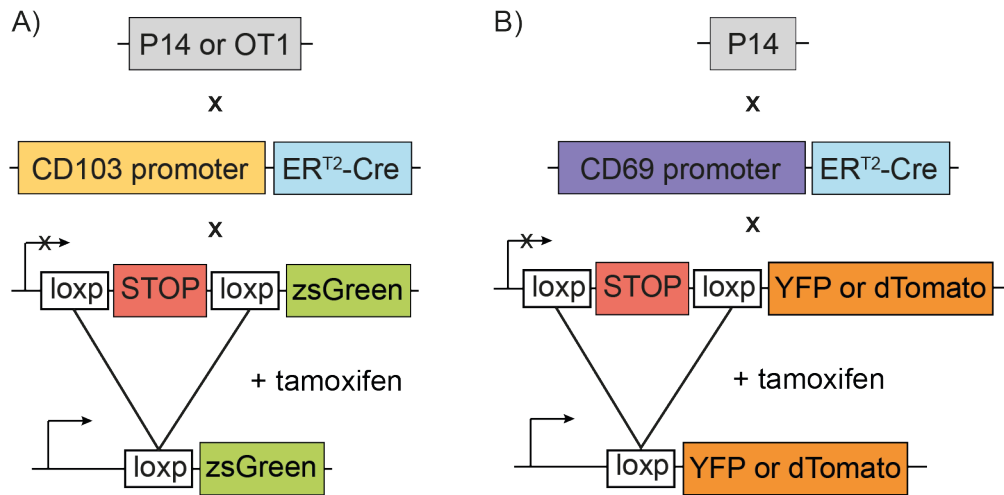 A)
P14 or OT1
x
CD103 promoter ERᵀ²-Cre
x
x
loxp STOP loxp zsGreen
+ tamoxifen
loxp zsGreen
B)
P14
x
CD69 promoter ERᵀ²-Cre
x
x
loxp STOP loxp YFP or dTomato
+ tamoxifen
loxp YFP or dTomato